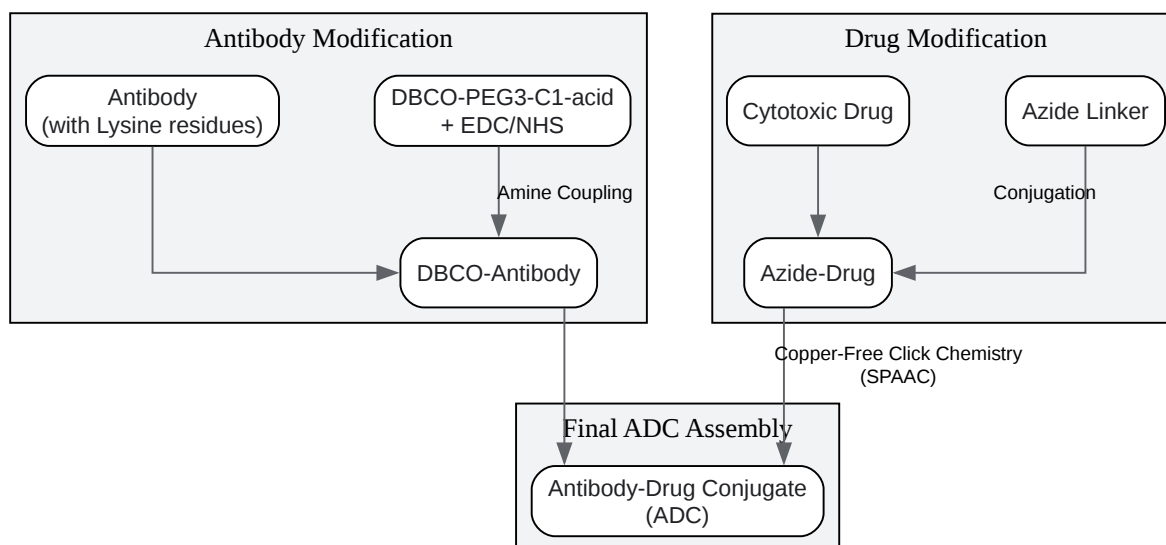 Antibody Modification
Drug Modification
Antibody
(with Lysine residues)
DBCO-PEG3-C1-acid
+ EDC/NHS
Cytotoxic Drug
Azide Linker
Amine Coupling
Conjugation
DBCO-Antibody
Azide-Drug
Copper-Free Click Chemistry
(SPAAC)
Final ADC Assembly
Antibody-Drug Conjugate
(ADC)